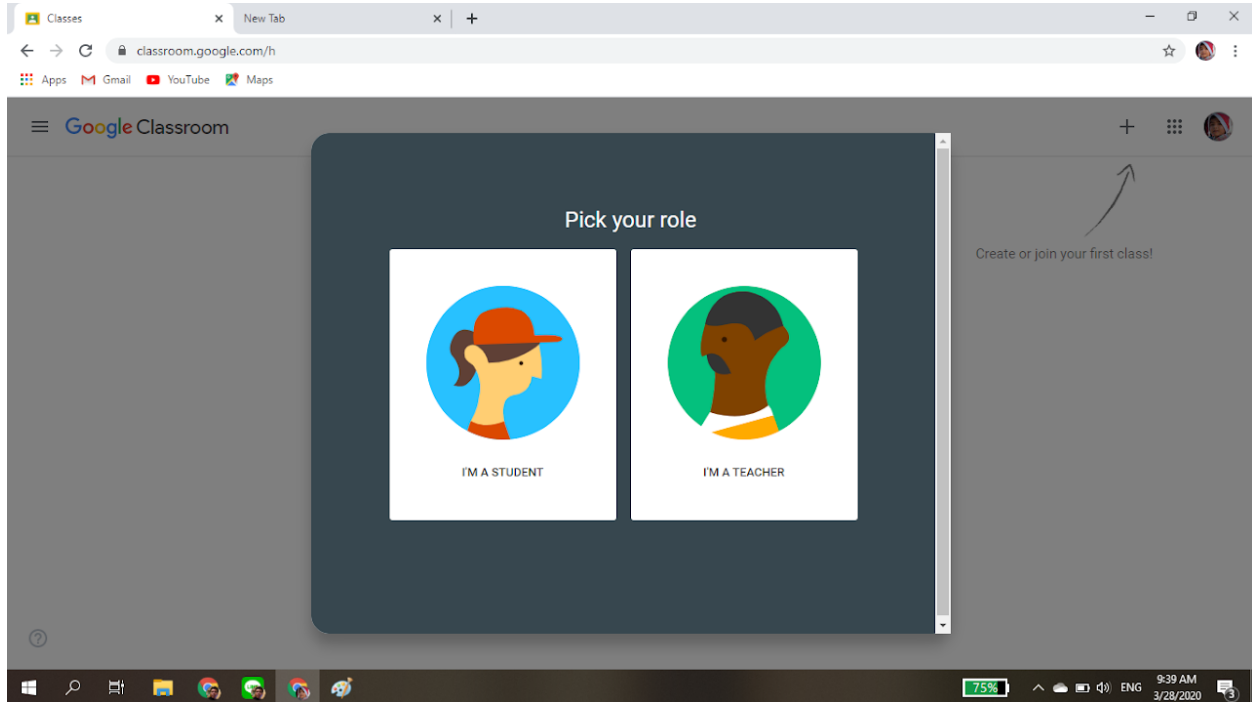 Classes
New Tab
classroom.google.com/h
Apps Gmail YouTube Maps
Google Classroom
Pick your role
Create or join your first class!
I'M A STUDENT
I'M A TEACHER
75%
ENG
9:39 AM
3/28/2020
3